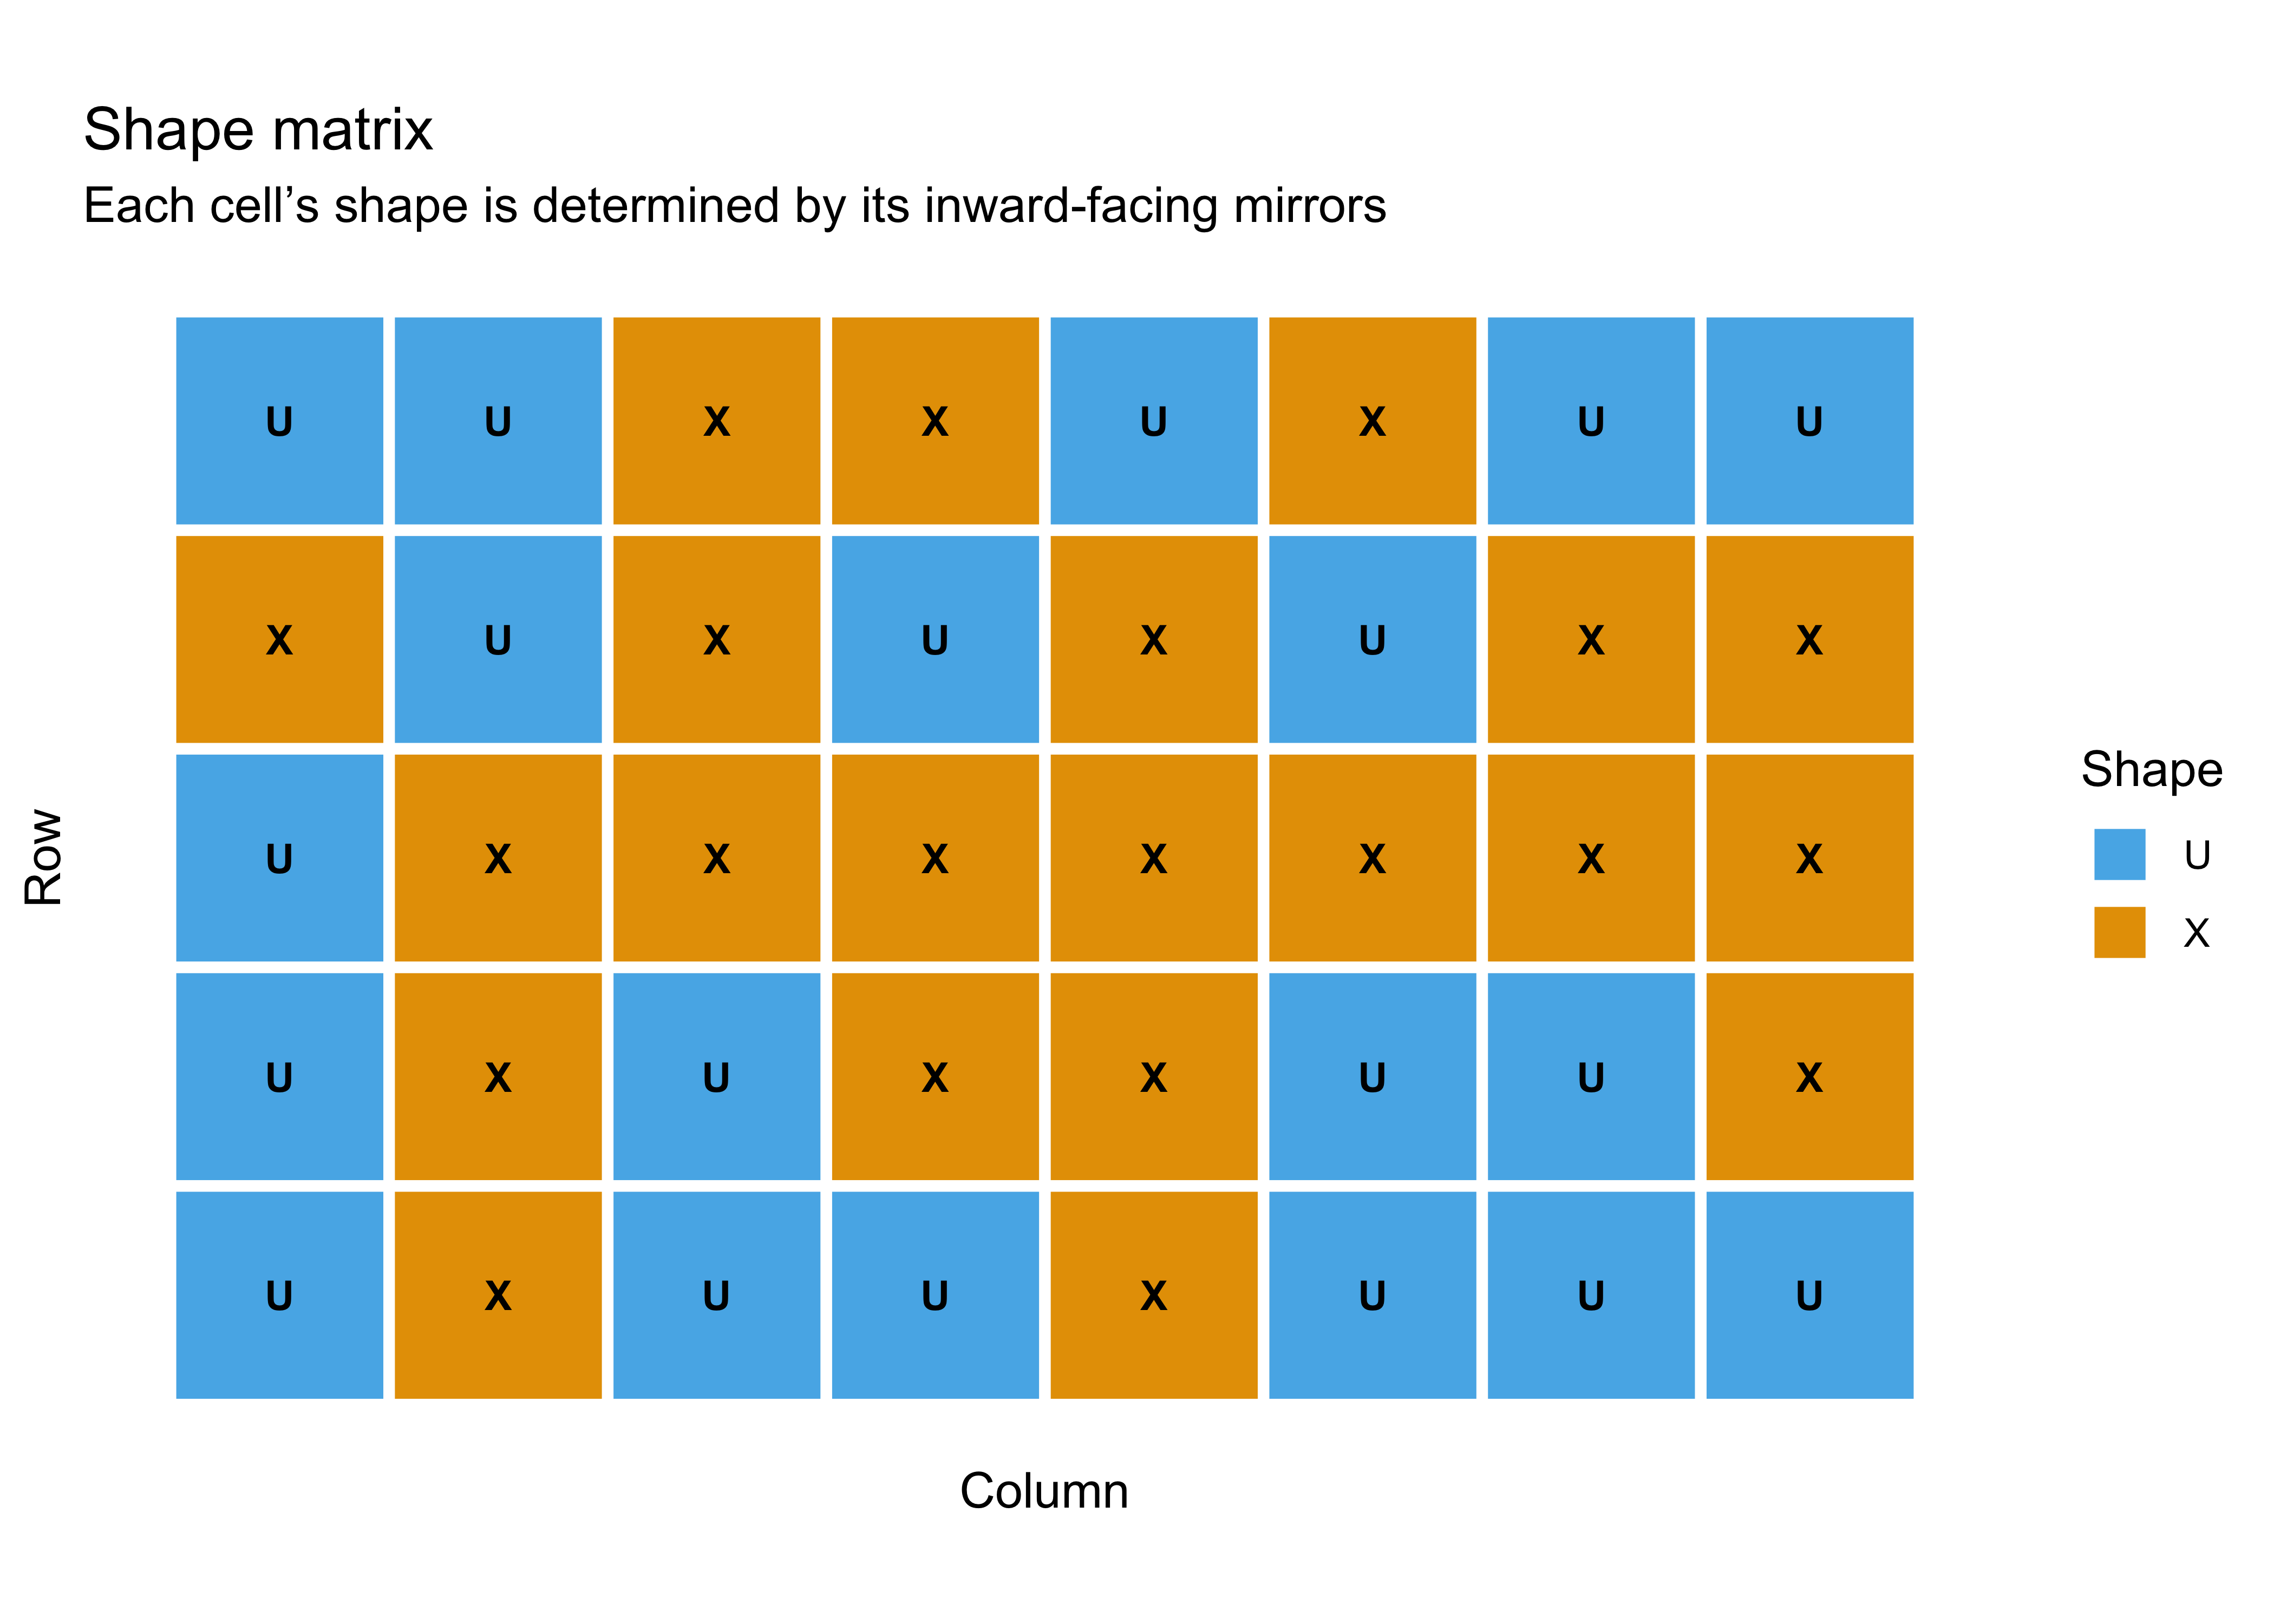 Shape matrix
Each cell’s shape is determined by its inward-facing mirrors
U U X X U X U U
X U X U X U X X
U X X X X X X X
U X U X X U U X
U X U U X U U U
Row
Column
Shape
U
X